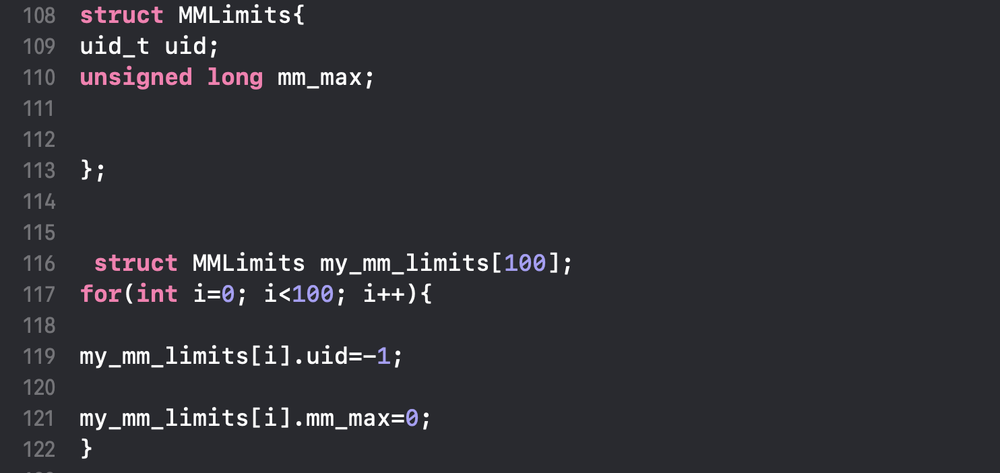 108 struct MMLimits{
109 uid_t uid;
110 unsigned long mm_max;
111
112
113 };
114
115
116 struct MMLimits my_mm_limits[100];
117 for(int i=0; i<100; i++){
118
119 my_mm_limits[i].uid=-1;
120
121 my_mm_limits[i].mm_max=0;
122 }